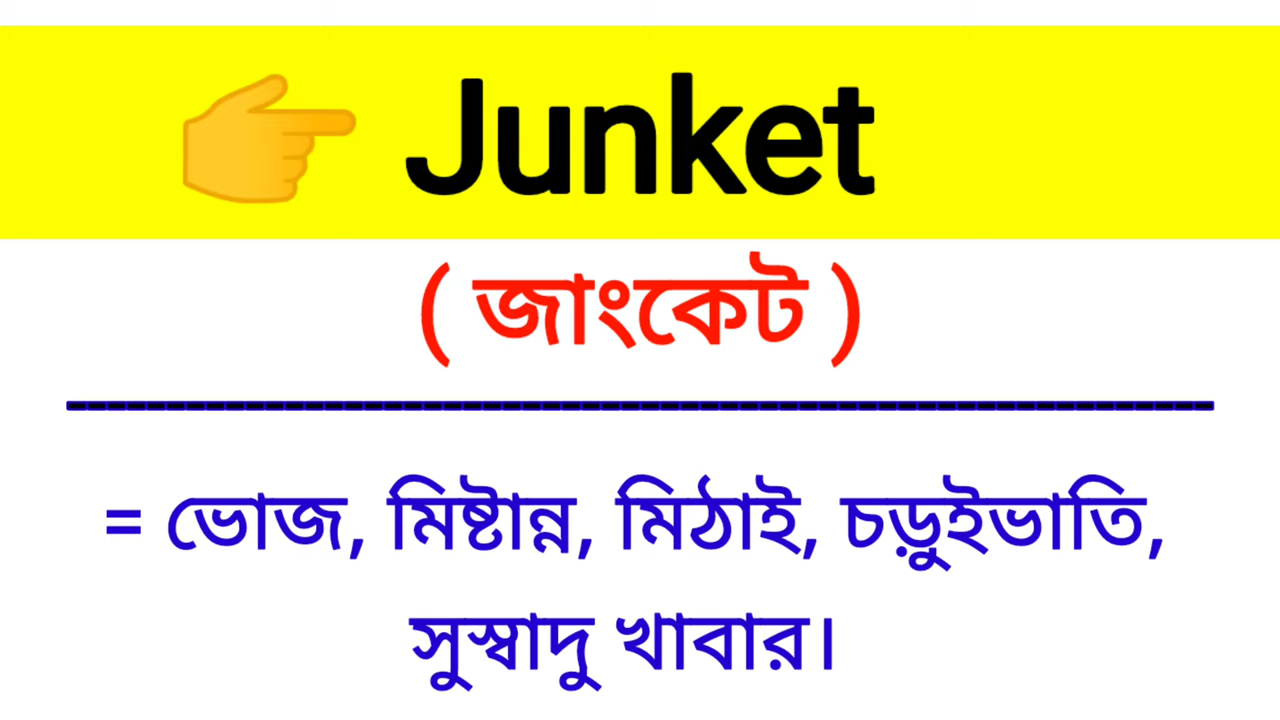 👉 Junket
( জাংকেট )
----------------------------------------------------------
= ভোজ, মিষ্টান্ন, মিঠাই, চড়ুইভাতি,
সুস্বাদু খাবার।